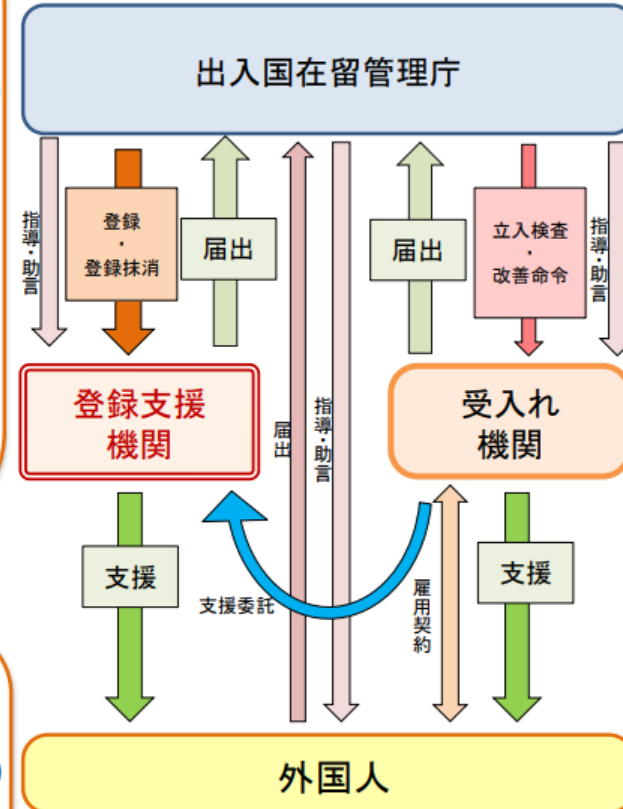 出入国在留管理庁
指導・助言
登録
・
登録抹消
届出
届出
立入検査
・
改善命令
指導・助言
登録支援
機関
届出
指導・助言
受入れ
機関
支援
支援委託
雇用契約
支援
外国人